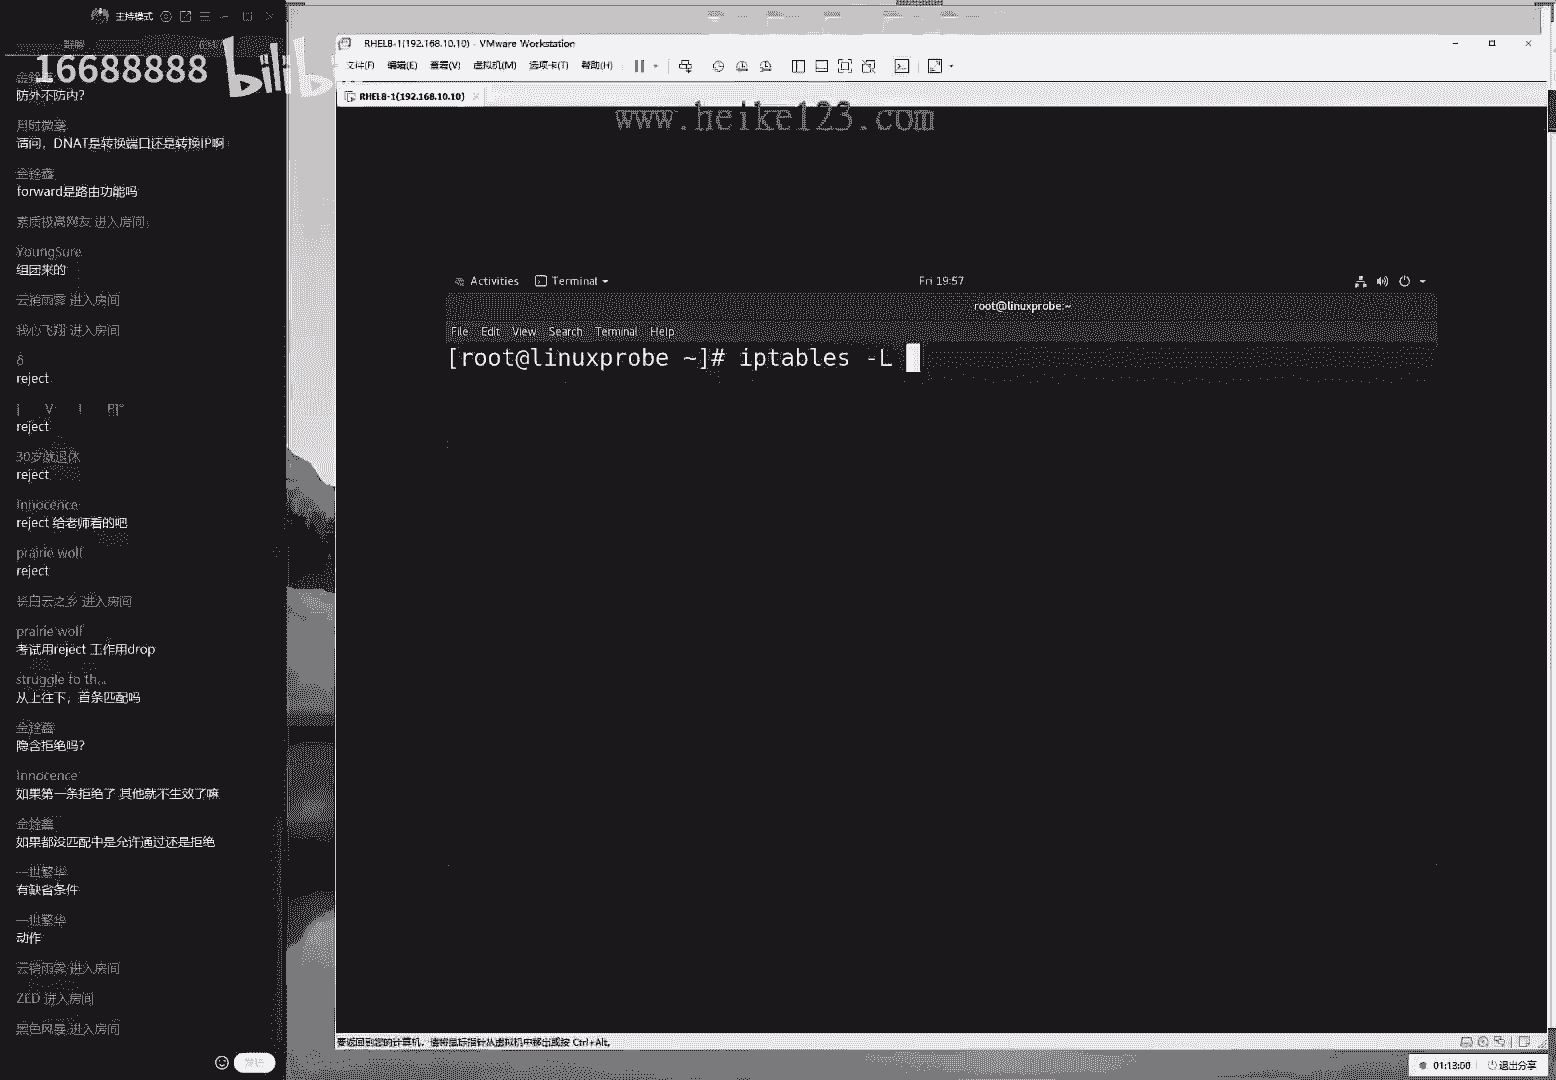 主持模式
16688888
bilib
防外不防内?
请问，DNAT是转换端口还是转换IP啊
金铨鑫
forward是路由功能吗
素质极高网友 进入房间
YoungSure
组团来的
云鹤雨雾 进入房间
我心飞翔 进入房间
reject
reject
30岁就退休
reject
Innocence
reject 给老师看的吧
prairie wolf
reject
长白云之乡 进入房间
prairie wolf
考试用reject 工作用drop
struggle to th...
从上往下，首条匹配吗
金铨鑫
隐含拒绝吗?
Innocence
如果第一条拒绝了 其他就不生效了嘛
金铨鑫
如果都没匹配中是允许通过还是拒绝
一世繁华
有缺省条件
一世繁华
动作
云鹤雨雾 进入房间
ZED 进入房间
黑色风暴 进入房间
RHEL8-1(192.168.10.10) - VMware Workstation
文件(F) 编辑(E) 查看(V) 虚拟机(M) 选项卡(T) 帮助(H)
RHEL8-1(192.168.10.10)
www.heike123.com
Activities Terminal Fri 19:57
root@linuxprobe:~
File Edit View Search Terminal Help
[root@linuxprobe ~]# iptables -L
要返回到您的计算机，请将鼠标指针从虚拟机中移出或按 Ctrl+Alt。
01:13:00 退出分享